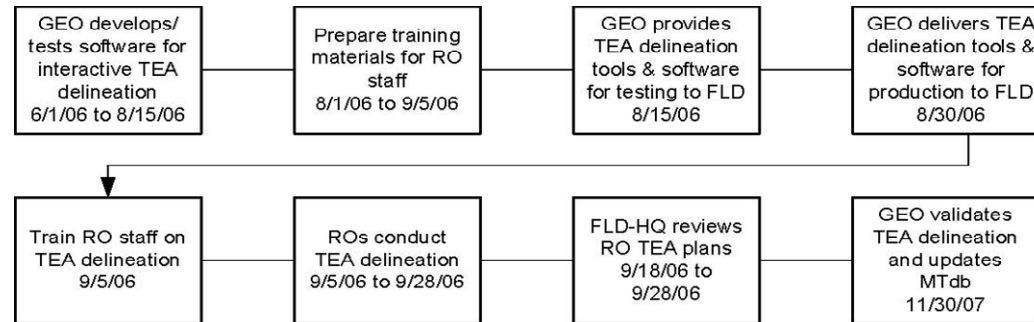 GEO develops/
tests software for
interactive TEA
delineation
6/1/06 to 8/15/06
Prepare training
materials for RO
staff
8/1/06 to 9/5/06
GEO provides
TEA delineation
tools & software
for testing to FLD
8/15/06
GEO delivers TEA
delineation tools &
software for
production to FLD
8/30/06
Train RO staff on
TEA delineation
9/5/06
ROs conduct
TEA delineation
9/5/06 to 9/28/06
FLD-HQ reviews
RO TEA plans
9/18/06 to
9/28/06
GEO validates
TEA delineation
and updates
MTdb
11/30/07